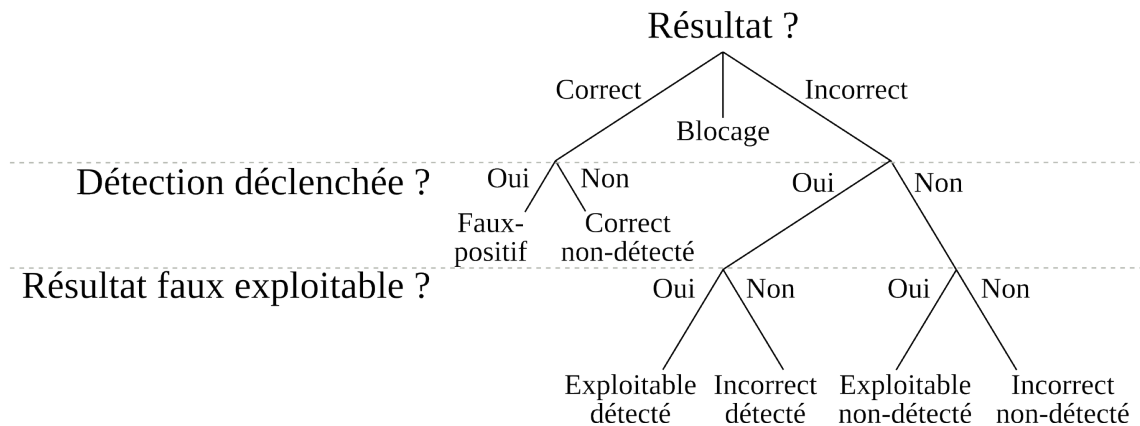 Résultat ?
Correct
Incorrect
Blocage
Détection déclenchée ?
Oui
Non
Oui
Non
Faux-
positif
Correct
non-détecté
Résultat faux exploitable ?
Oui
Non
Oui
Non
Exploitable
détecté
Incorrect
détecté
Exploitable
non-détecté
Incorrect
non-détecté